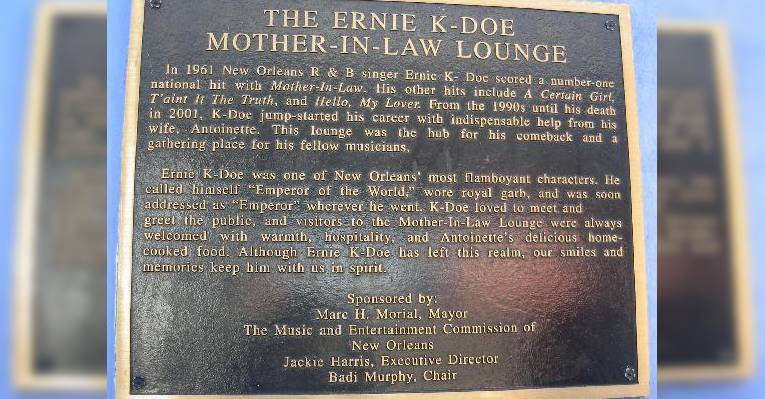 THE ERNIE K-DOE
MOTHER-IN-LAW LOUNGE
In 1961 New Orleans R & B singer Ernie K- Doe scored a number-one
national hit with Mother-In-Law. His other hits include A Certain Girl,
T'aint It The Truth, and Hello, My Lover. From the 1990s until his death
in 2001, K-Doe jump-started his career with indispensable help from his
wife, Antoinette. This lounge was the hub for his comeback and a
gathering place for his fellow musicians.
Ernie K-Doe was one of New Orleans' most flamboyant characters. He
called himself "Emperor of the World," wore royal garb, and was soon
addressed as "Emperor" wherever he went. K-Doe loved to meet and
greet the public, and visitors to the Mother-In-Law Lounge were always
welcomed with warmth, hospitality, and Antoinette's delicious home-
cooked food. Although Ernie K-Doe has left this realm, our smiles and
memories keep him with us in spirit.
Sponsored by:
Marc H. Morial, Mayor
The Music and Entertainment Commission of
New Orleans
Jackie Harris, Executive Director
Badi Murphy, Chair